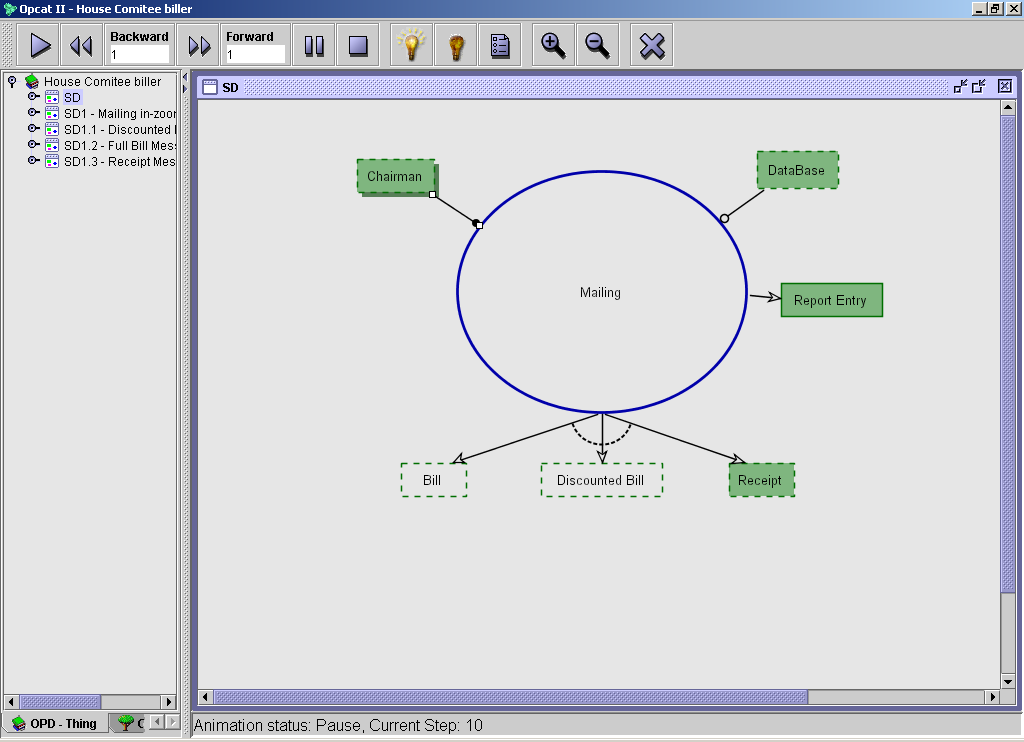 Opcat II - House Comitee biller
Backward
1
Forward
1
House Comitee biller
SD
SD1 - Mailing in-zoor
SD1.1 - Discounted
SD1.2 - Full Bill Mes
SD1.3 - Receipt Mes
OPD - Thing
SD
Chairman
DataBase
Mailing
Report Entry
Bill
Discounted Bill
Receipt
Animation status: Pause, Current Step: 10